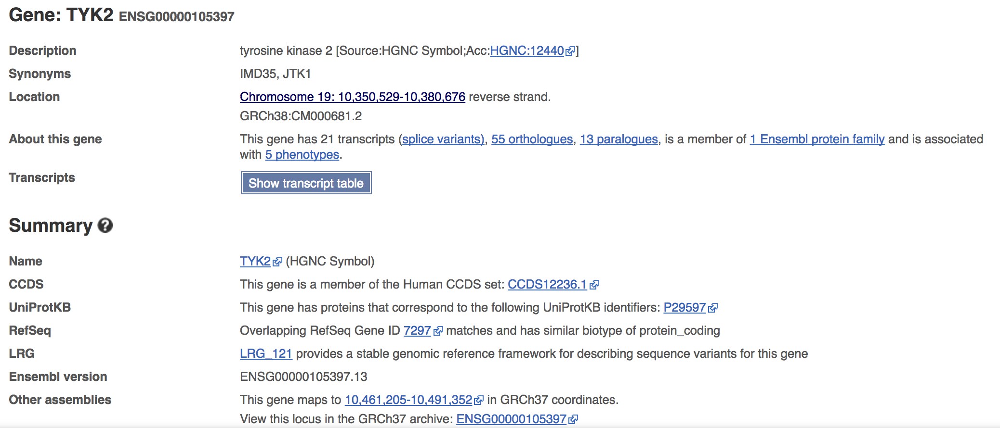 Gene: TYK2 ENSG00000105397
Description tyrosine kinase 2 [Source:HGNC Symbol;Acc:HGNC:12440]
Synonyms IMD35, JTK1
Location Chromosome 19: 10,350,529-10,380,676 reverse strand.
GRCh38:CM000681.2
About this gene This gene has 21 transcripts (splice variants), 55 orthologues, 13 paralogues, is a member of 1 Ensembl protein family and is associated
with 5 phenotypes.
Transcripts Show transcript table
Summary ?
Name TYK2 (HGNC Symbol)
CCDS This gene is a member of the Human CCDS set: CCDS12236.1
UniProtKB This gene has proteins that correspond to the following UniProtKB identifiers: P29597
RefSeq Overlapping RefSeq Gene ID 7297 matches and has similar biotype of protein_coding
LRG LRG_121 provides a stable genomic reference framework for describing sequence variants for this gene
Ensembl version ENSG00000105397.13
Other assemblies This gene maps to 10,461,205-10,491,352 in GRCh37 coordinates.
View this locus in the GRCh37 archive: ENSG00000105397